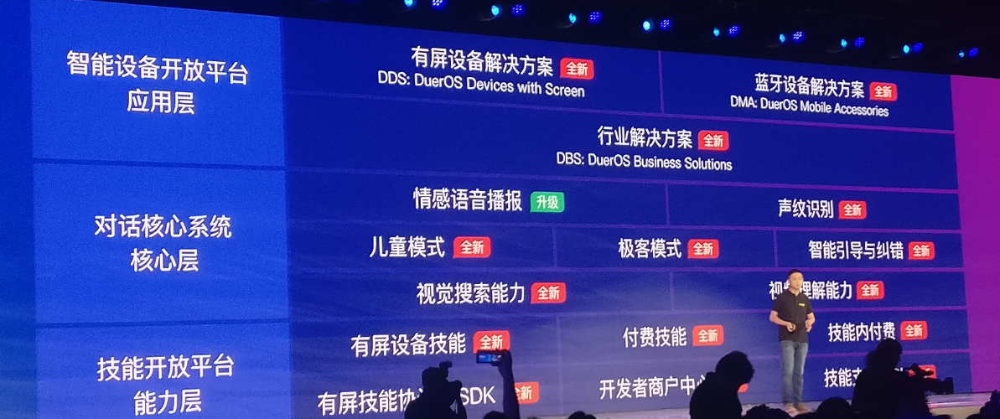 智能设备开放平台
应用层
有屏设备解决方案 全新
DDS: DuerOS Devices with Screen
蓝牙设备解决方案 全新
DMA: DuerOS Mobile Accessories
行业解决方案 全新
DBS: DuerOS Business Solutions
对话核心系统
核心层
情感语音播报 升级
声纹识别 全新
儿童模式 全新
极客模式 全新
智能引导与纠错 全新
视觉搜索能力 全新
理解能力 全新
技能开放平台
能力层
有屏设备技能 全新
付费技能 全新
技能内付费 全新
有屏技能协 SDK 全新
开发者商户中
技能